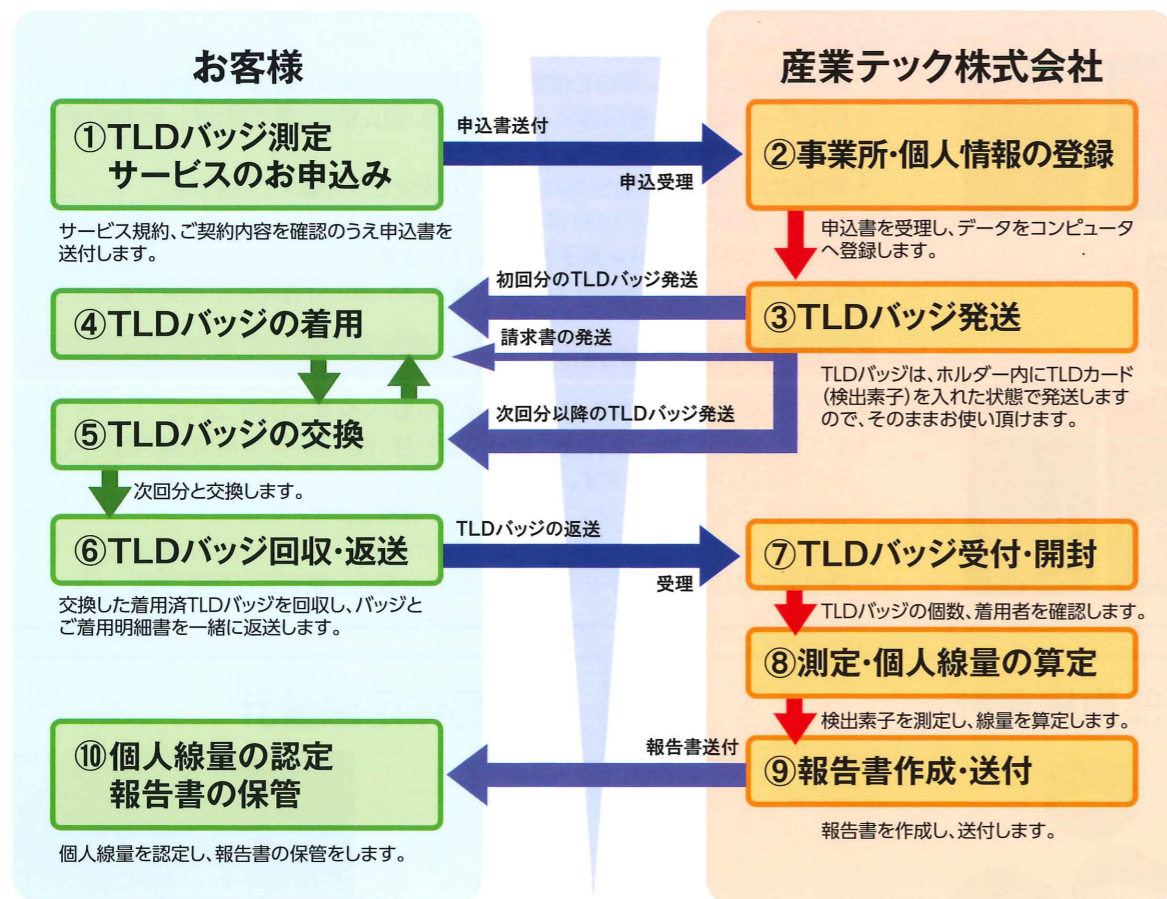 お客様
産業テック株式会社
①TLDバッジ測定
サービスのお申込み
申込書送付
申込受理
②事業所・個人情報の登録
サービス規約、ご契約内容を確認のうえ申込書を
送付します。
申込書を受理し、データをコンピュータ
へ登録します。
初回分のTLDバッジ発送
④TLDバッジの着用
③TLDバッジ発送
請求書の発送
TLDバッジは、ホルダー内にTLDカード
(検出素子)を入れた状態で発送します
ので、そのままお使い頂けます。
次回分以降のTLDバッジ発送
⑤TLDバッジの交換
次回分と交換します。
⑥TLDバッジ回収・返送
TLDバッジの返送
受理
⑦TLDバッジ受付・開封
交換した着用済TLDバッジを回収し、バッジと
ご着用明細書を一緒に返送します。
TLDバッジの個数、着用者を確認します。
⑧測定・個人線量の算定
検出素子を測定し、線量を算定します。
⑩個人線量の認定
報告書の保管
報告書送付
⑨報告書作成・送付
報告書を作成し、送付します。
個人線量を認定し、報告書の保管をします。